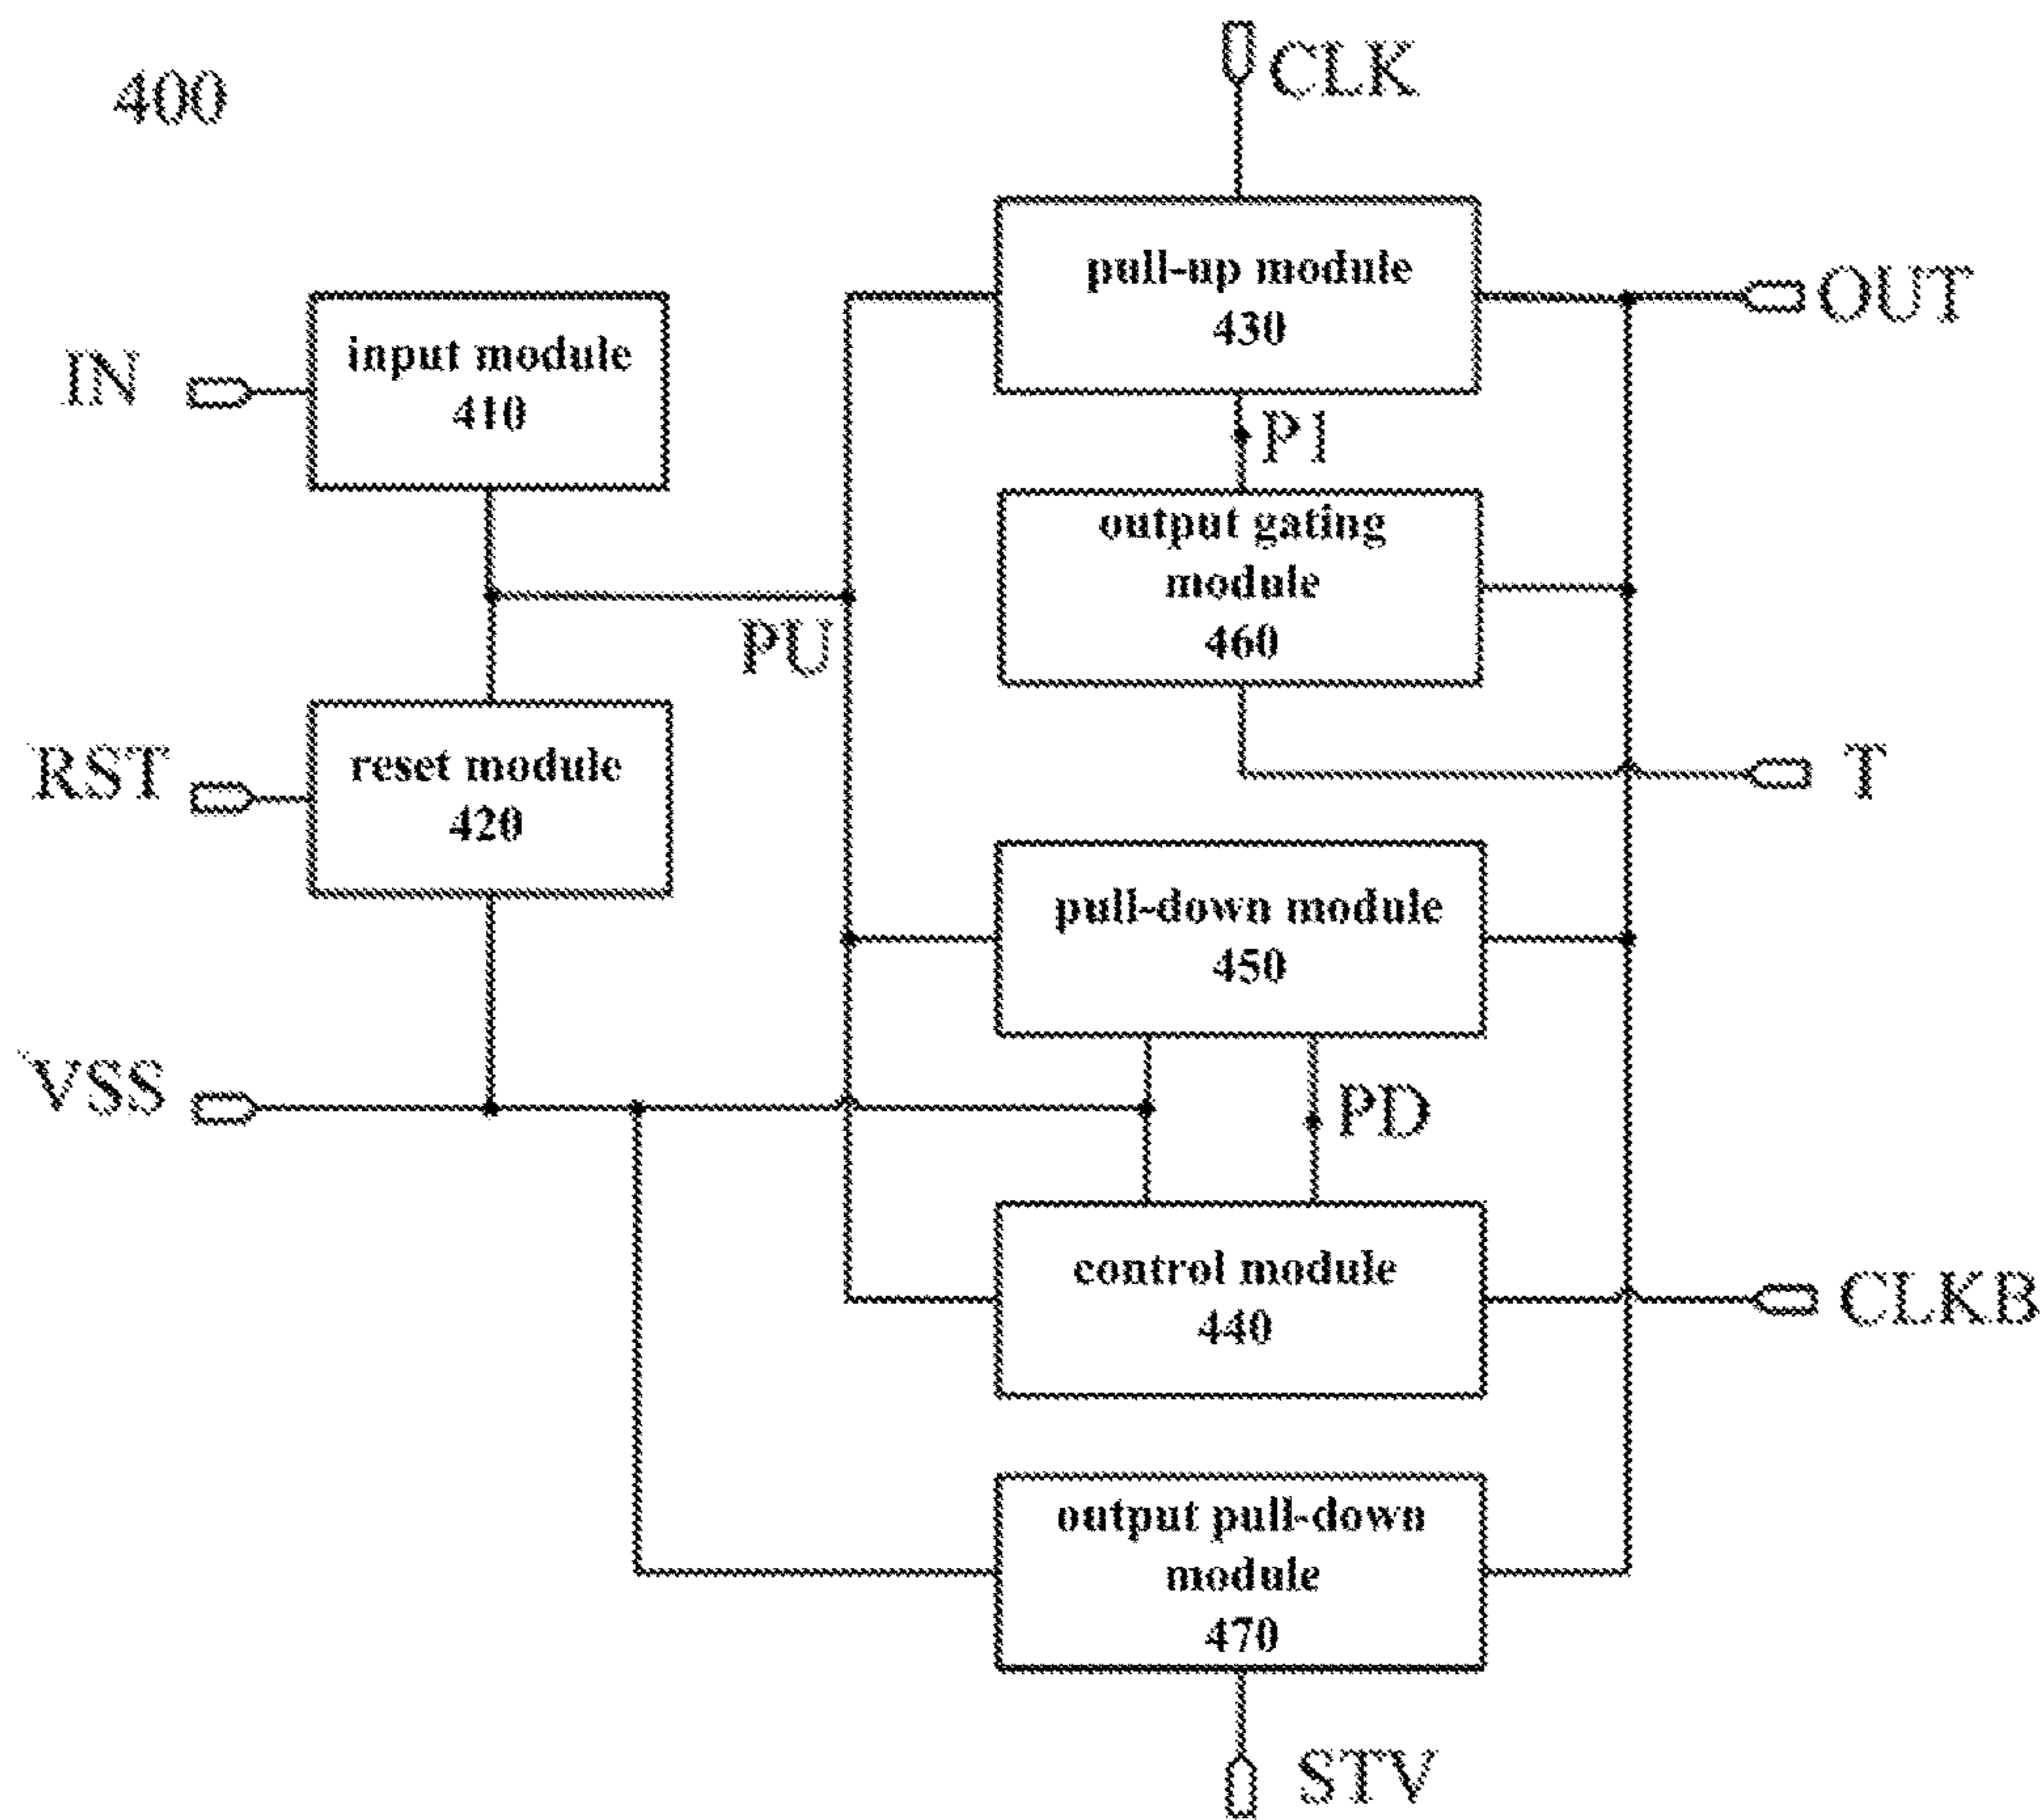 400
CLK
pull-up module
430
OUT
input module
410
IN
P1
output gating
module
460
PU
reset module
420
RST
T
pull-down module
450
VSS
PD
control module
440
CLKB
output pull-down
module
470
STV